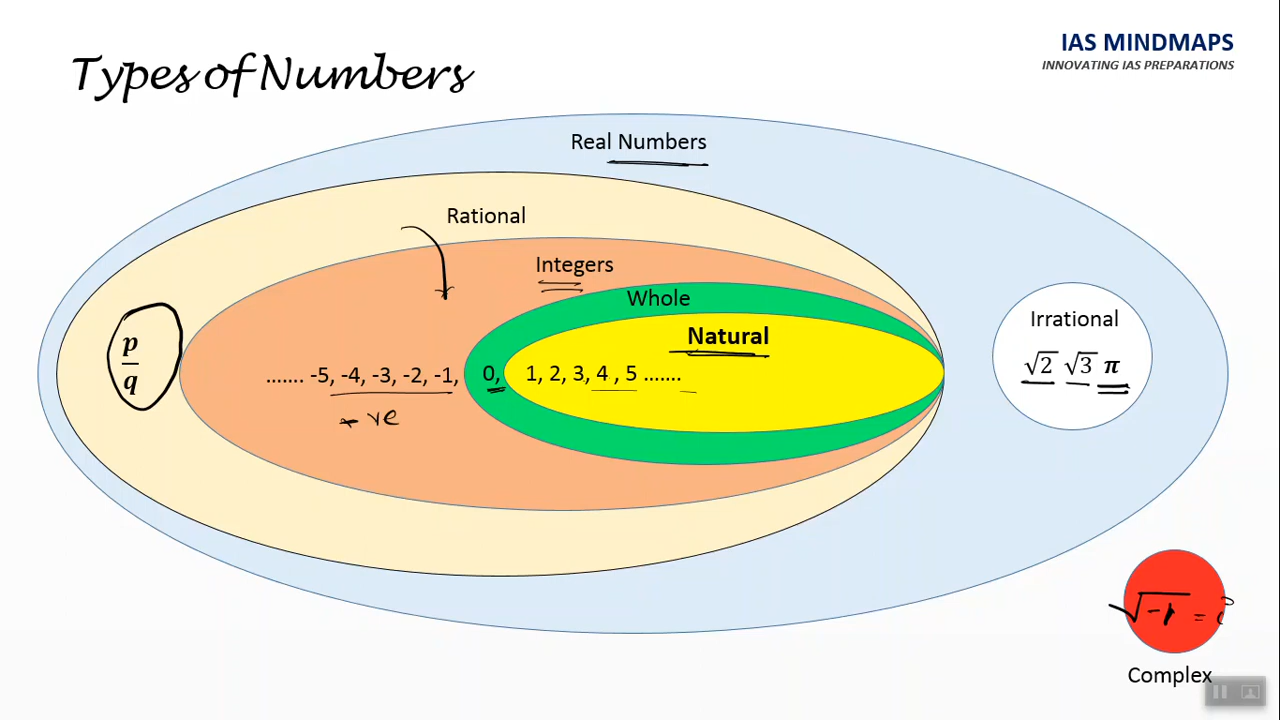 Types of Numbers
IAS MINDMAPS
INNOVATING IAS PREPARATIONS
Real Numbers
Rational
Integers
Whole
Natural
p/q
....... -5, -4, -3, -2, -1, 0, 1, 2, 3, 4 , 5 .......
-ve
Irrational
√2 √3 π
√-1 = i
Complex